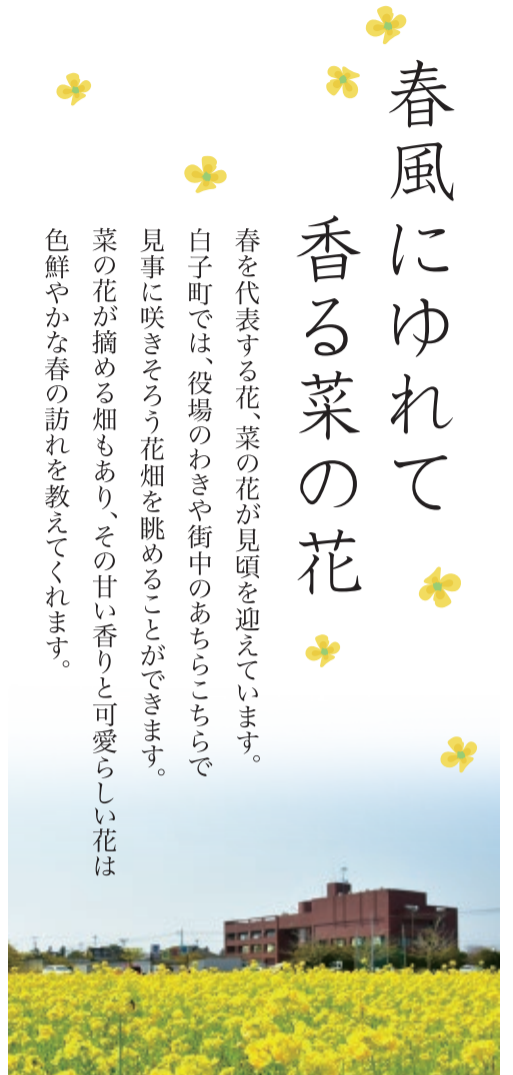 春風にゆれて
香る菜の花
春を代表する花、菜の花が見頃を迎えています。
白子町では、役場のわきや街中のあちらこちらで
見事に咲きそろう花畑を眺めることができます。
菜の花が摘める畑もあり、その甘い香りと可愛らしい花は
色鮮やかな春の訪れを教えてくれます。